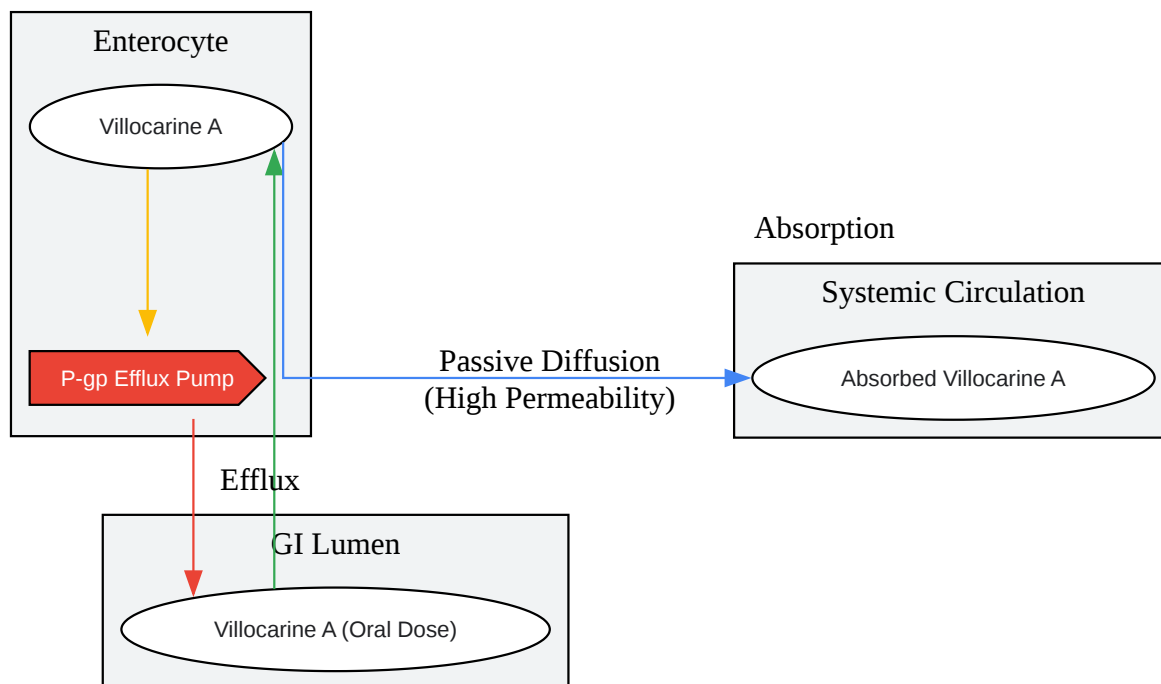 Enterocyte
Villocarine A
P-gp Efflux Pump
Passive Diffusion
(High Permeability)
Absorption
Systemic Circulation
Absorbed Villocarine A
Efflux
GI Lumen
Villocarine A (Oral Dose)